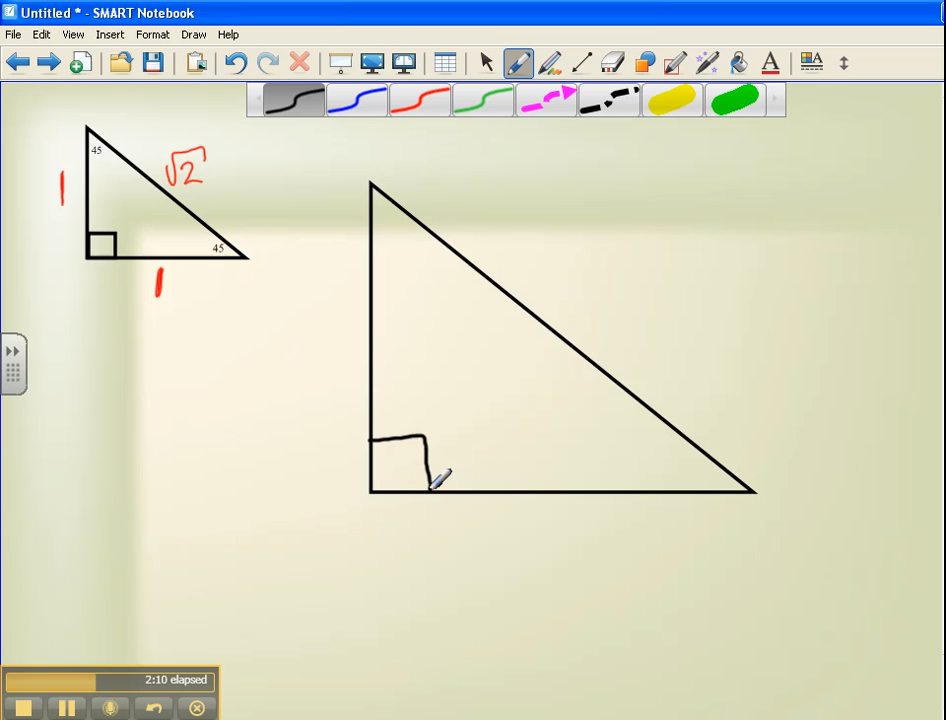 Untitled * - SMART Notebook
File Edit View Insert Format Draw Help
45
√2
1
45
1
2:10 elapsed